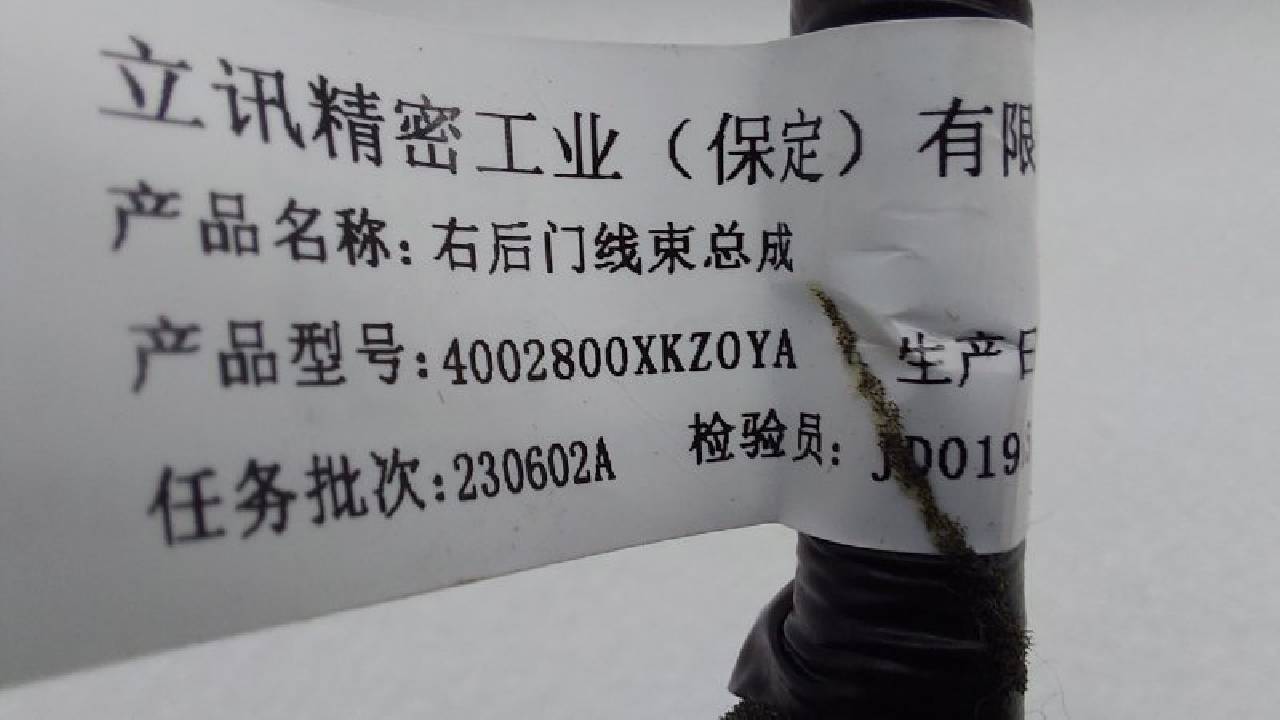 立讯精密工业（保定）有限
产品名称：右后门线束总成
产品型号：4002800XKZ0YA 生产日
任务批次：230602A 检验员：JD019